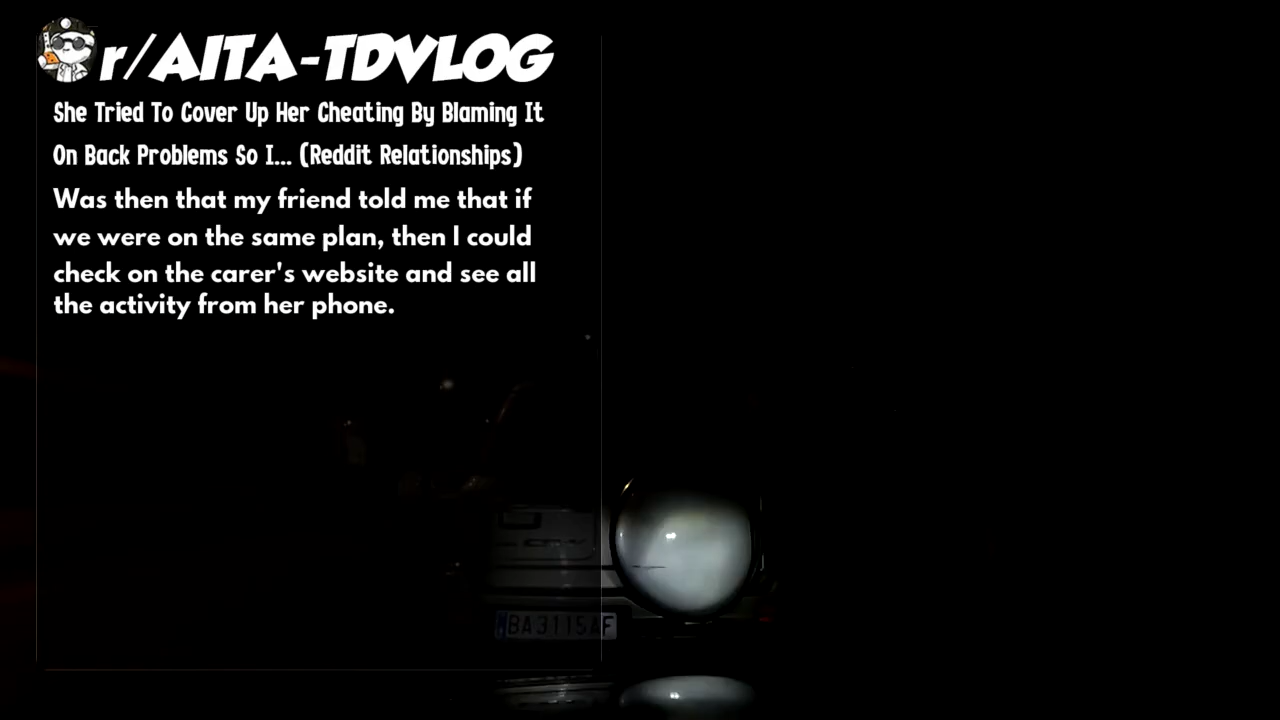 r/AITA-TDVLOG
She Tried To Cover Up Her Cheating By Blaming It
On Back Problems So I... (Reddit Relationships)
Was then that my friend told me that if
we were on the same plan, then I could
check on the carer's website and see all
the activity from her phone.
CR-V
BA3115AF